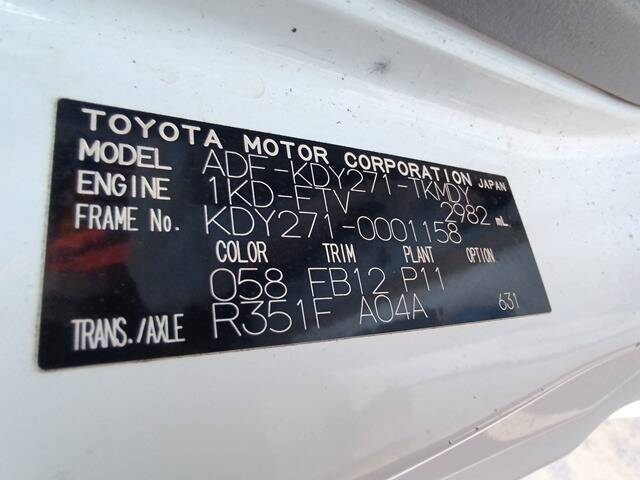 TOYOTA MOTOR CORPORATION JAPAN
MODEL ADF-KDY271-TKMDY
ENGINE 1KD-FTV 2982 mL
FRAME No. KDY271-0001158
COLOR TRIM PLANT OPTION
058 FB12 P11
TRANS./AXLE R351F A04A 631